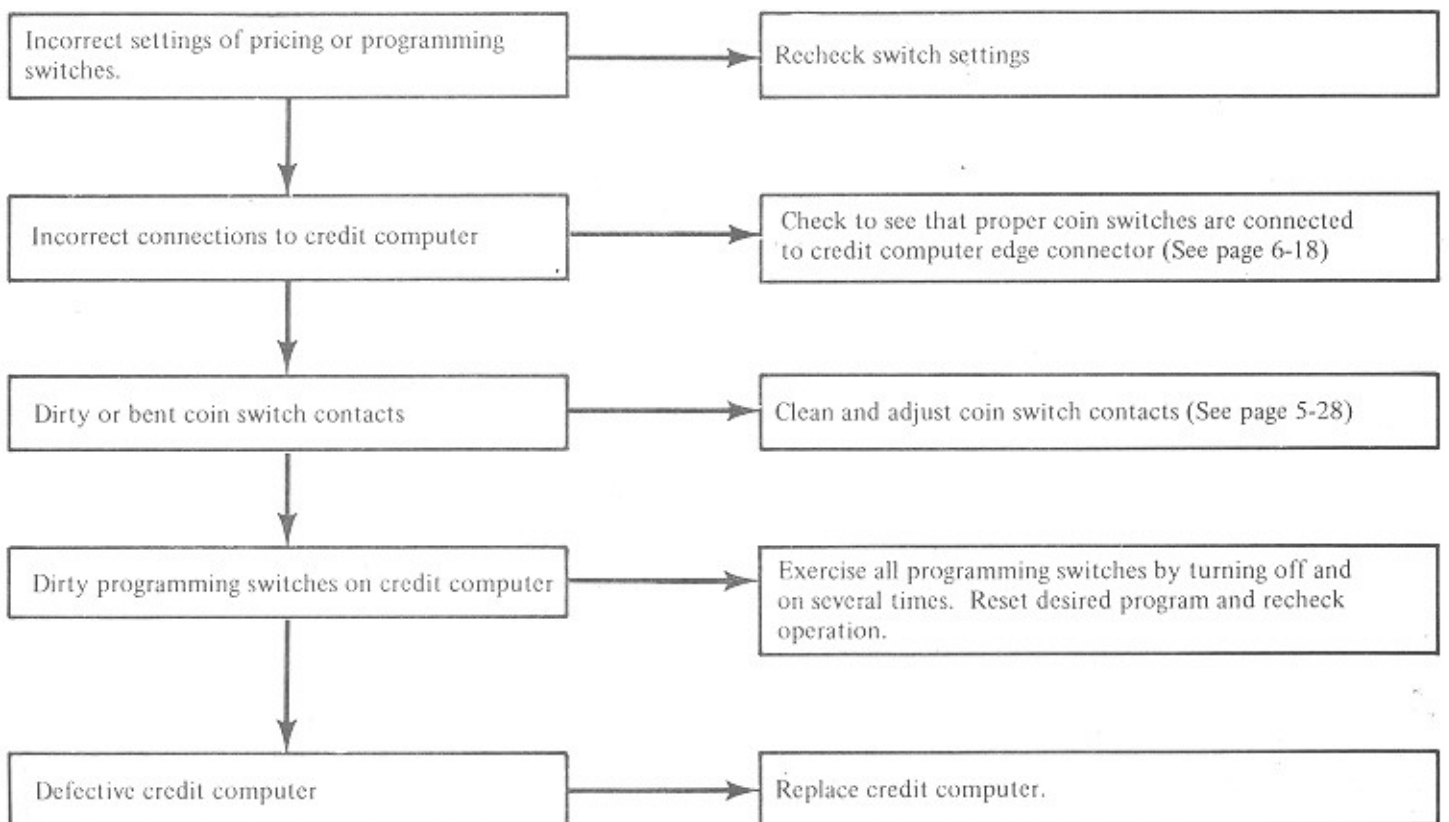 Incorrect settings of pricing or programming
switches.
Recheck switch settings
Incorrect connections to credit computer
Check to see that proper coin switches are connected
to credit computer edge connector (See page 6-18)
Dirty or bent coin switch contacts
Clean and adjust coin switch contacts (See page 5-28)
Dirty programming switches on credit computer
Exercise all programming switches by turning off and
on several times. Reset desired program and recheck
operation.
Defective credit computer
Replace credit computer.